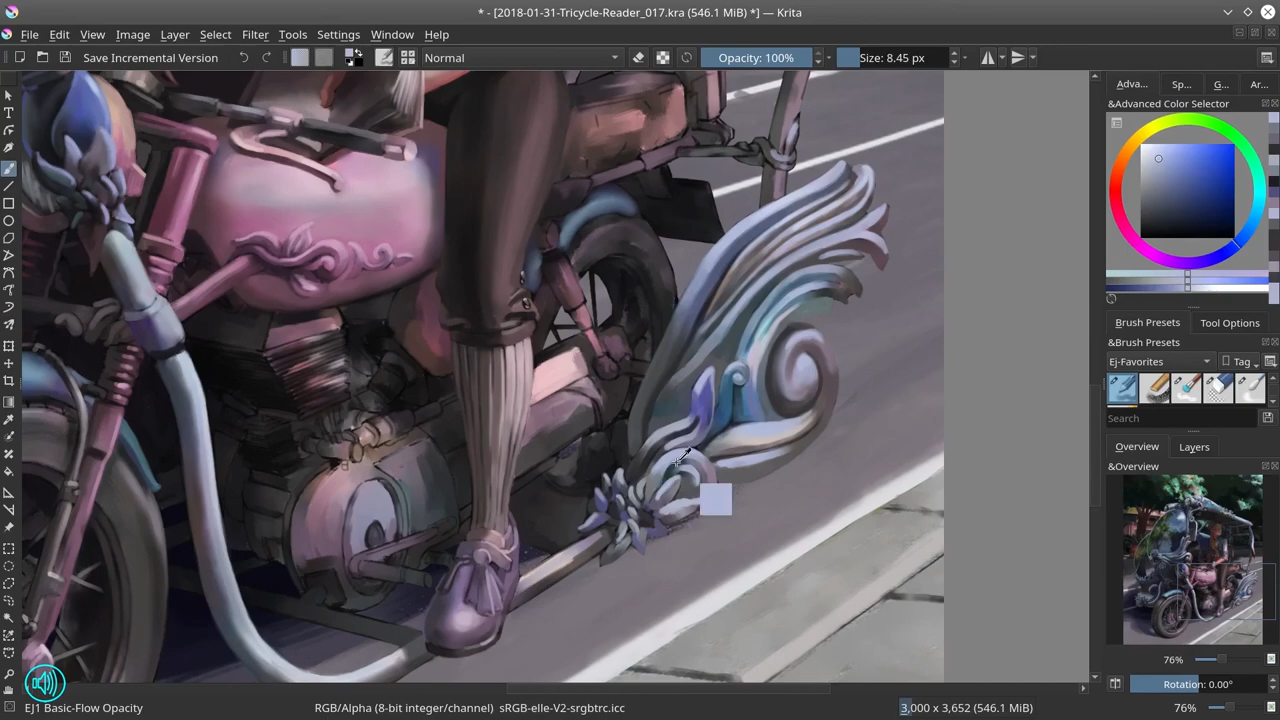 * - [2018-01-31-Tricycle-Reader_017.kra (546.1 MiB) *] — Krita
File Edit View Image Layer Select Filter Tools Settings Window Help
Save Incremental Version Normal Opacity: 100% Size: 8.45 px
Adva... Sp... G... Ar...
&Advanced Color Selector
Brush Presets Tool Options
&Brush Presets
Ej-Favorites Tag
Search
Overview Layers
&Overview
76%
Rotation: 0.00°
EJ1 Basic-Flow Opacity RGB/Alpha (8-bit integer/channel) sRGB-elle-V2-srgbtrc.icc 3,000 x 3,652 (546.1 MiB) 76%